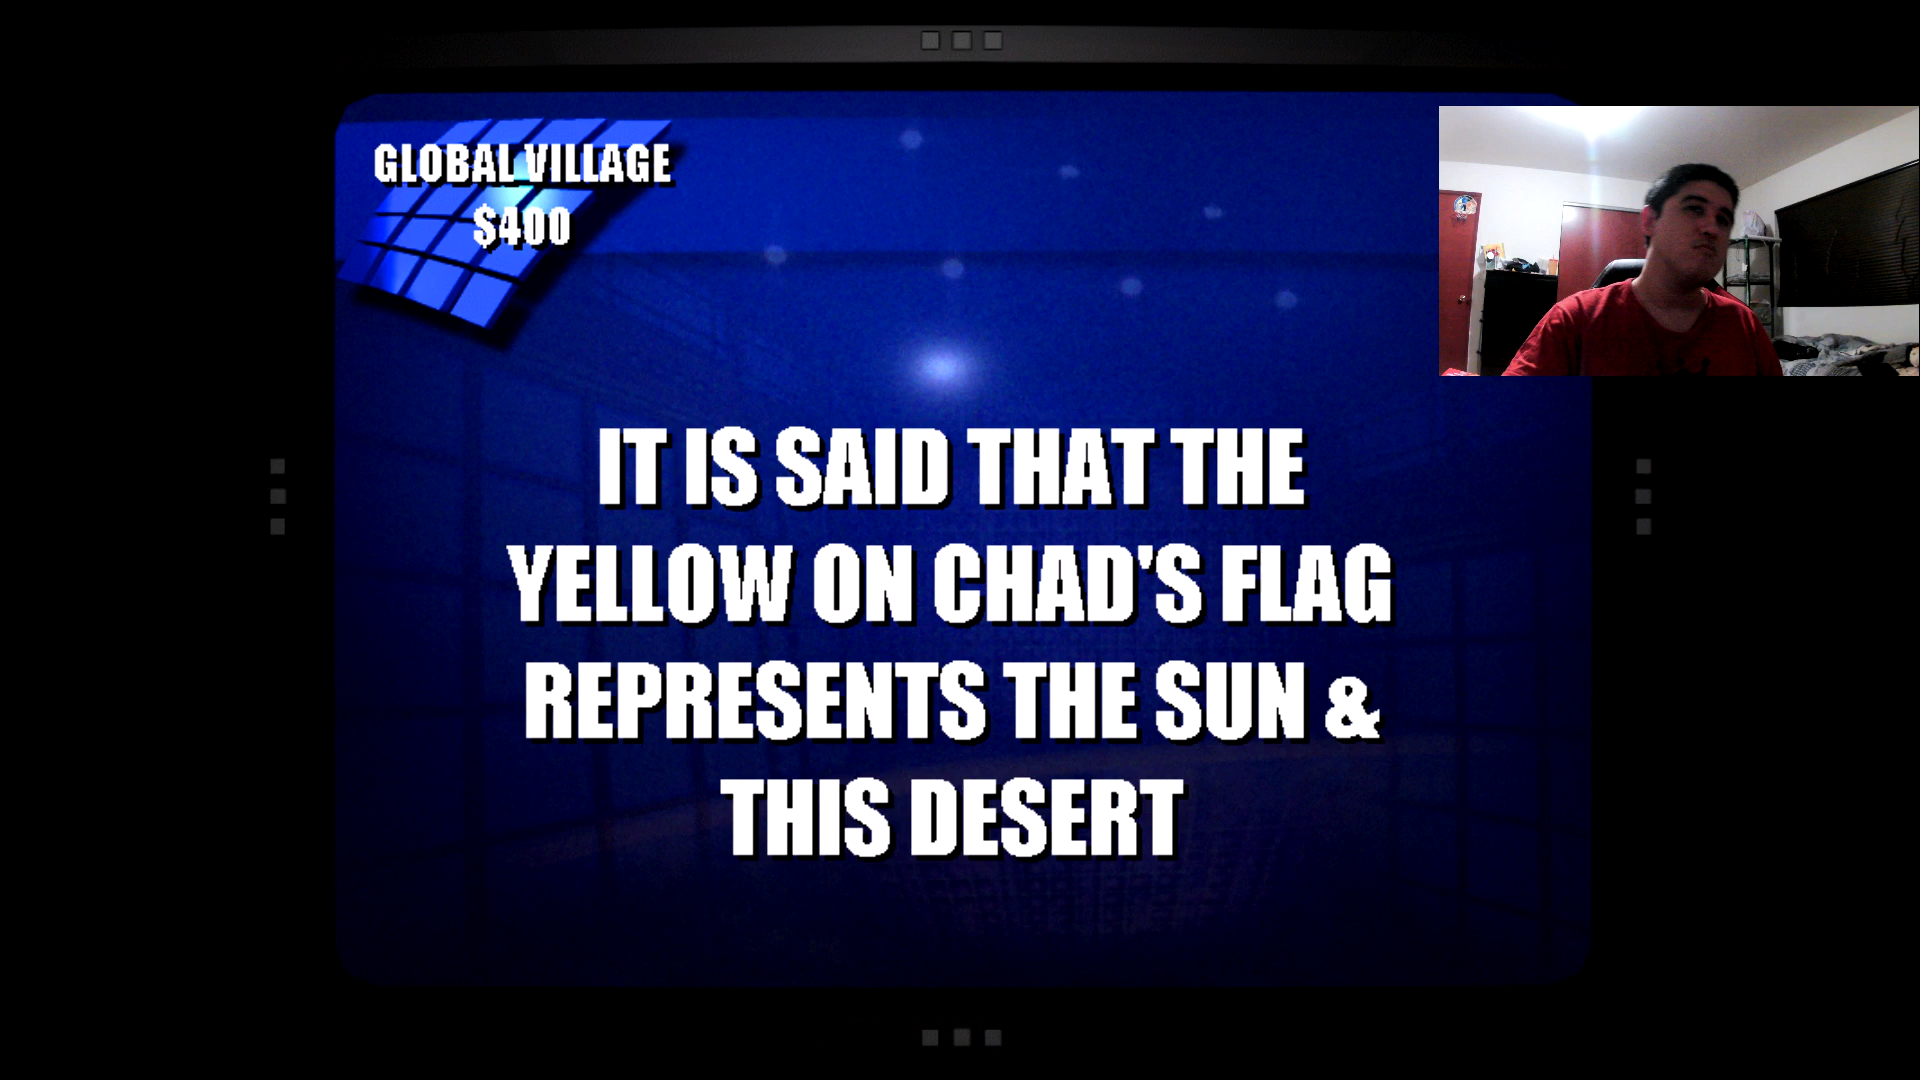 GLOBAL VILLAGE
$400
IT IS SAID THAT THE
YELLOW ON CHAD'S FLAG
REPRESENTS THE SUN &
THIS DESERT